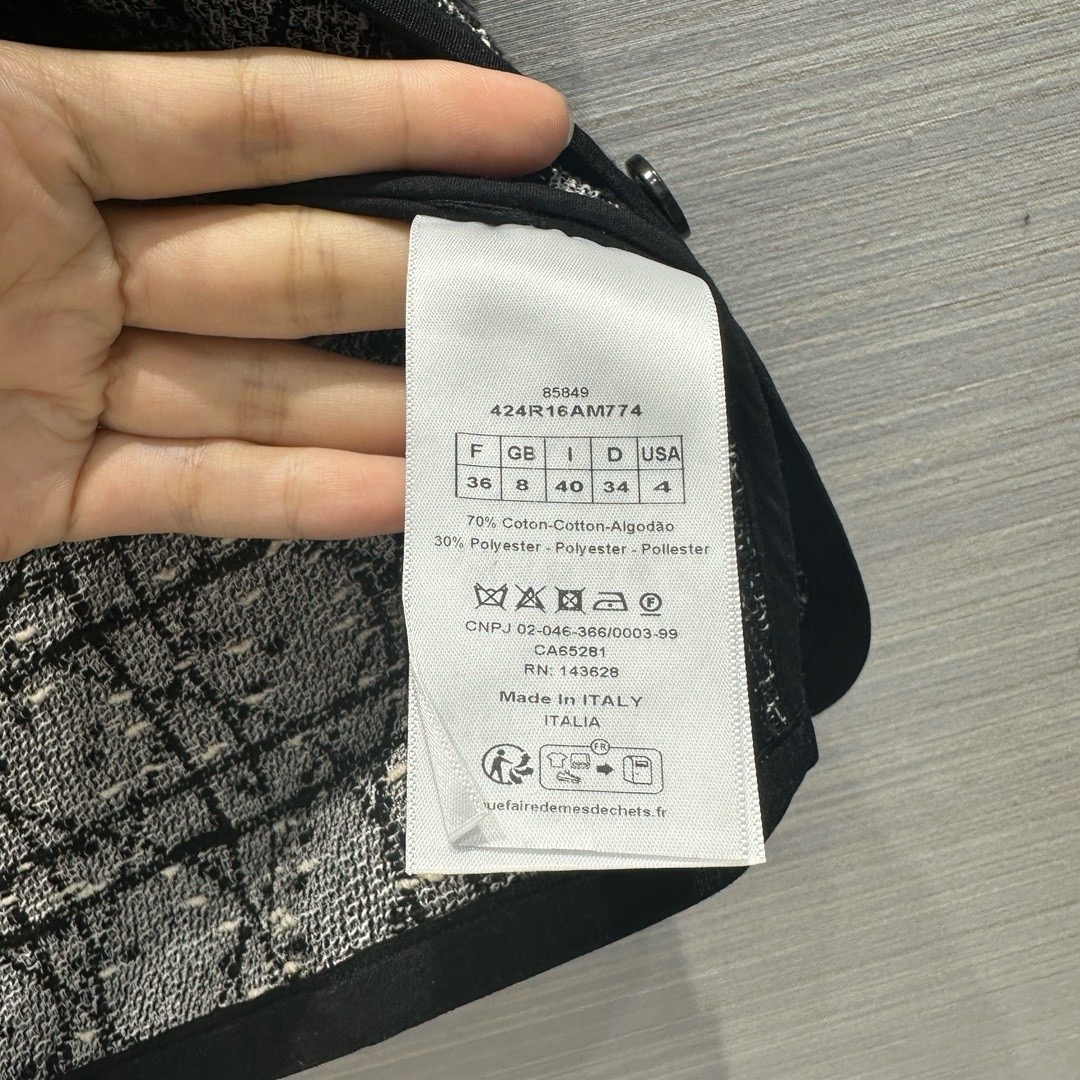 85849
424R16AM774
F GB I D USA
36 8 40 34 4
70% Coton-Cotton-Algodão
30% Polyester - Polyester - Poliester
F
CNPJ 02-046-366/0003-99
CA65281
RN: 143628
Made In ITALY
ITALIA
FR
quefairedemesdechets.fr